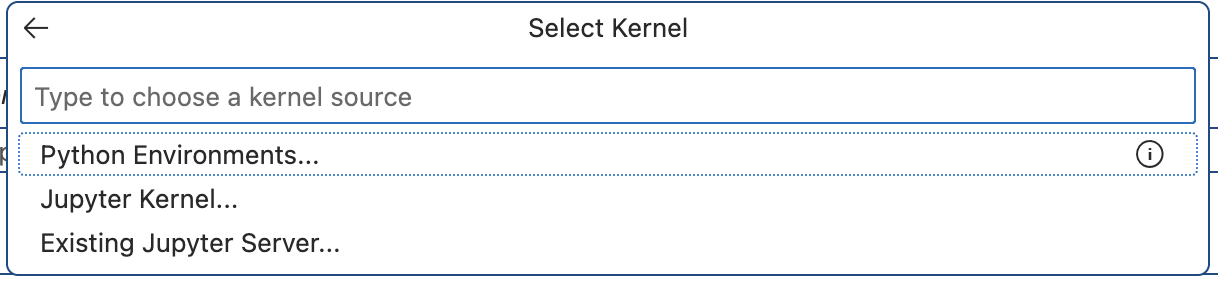 Select Kernel
Type to choose a kernel source
Python Environments...
Jupyter Kernel...
Existing Jupyter Server...